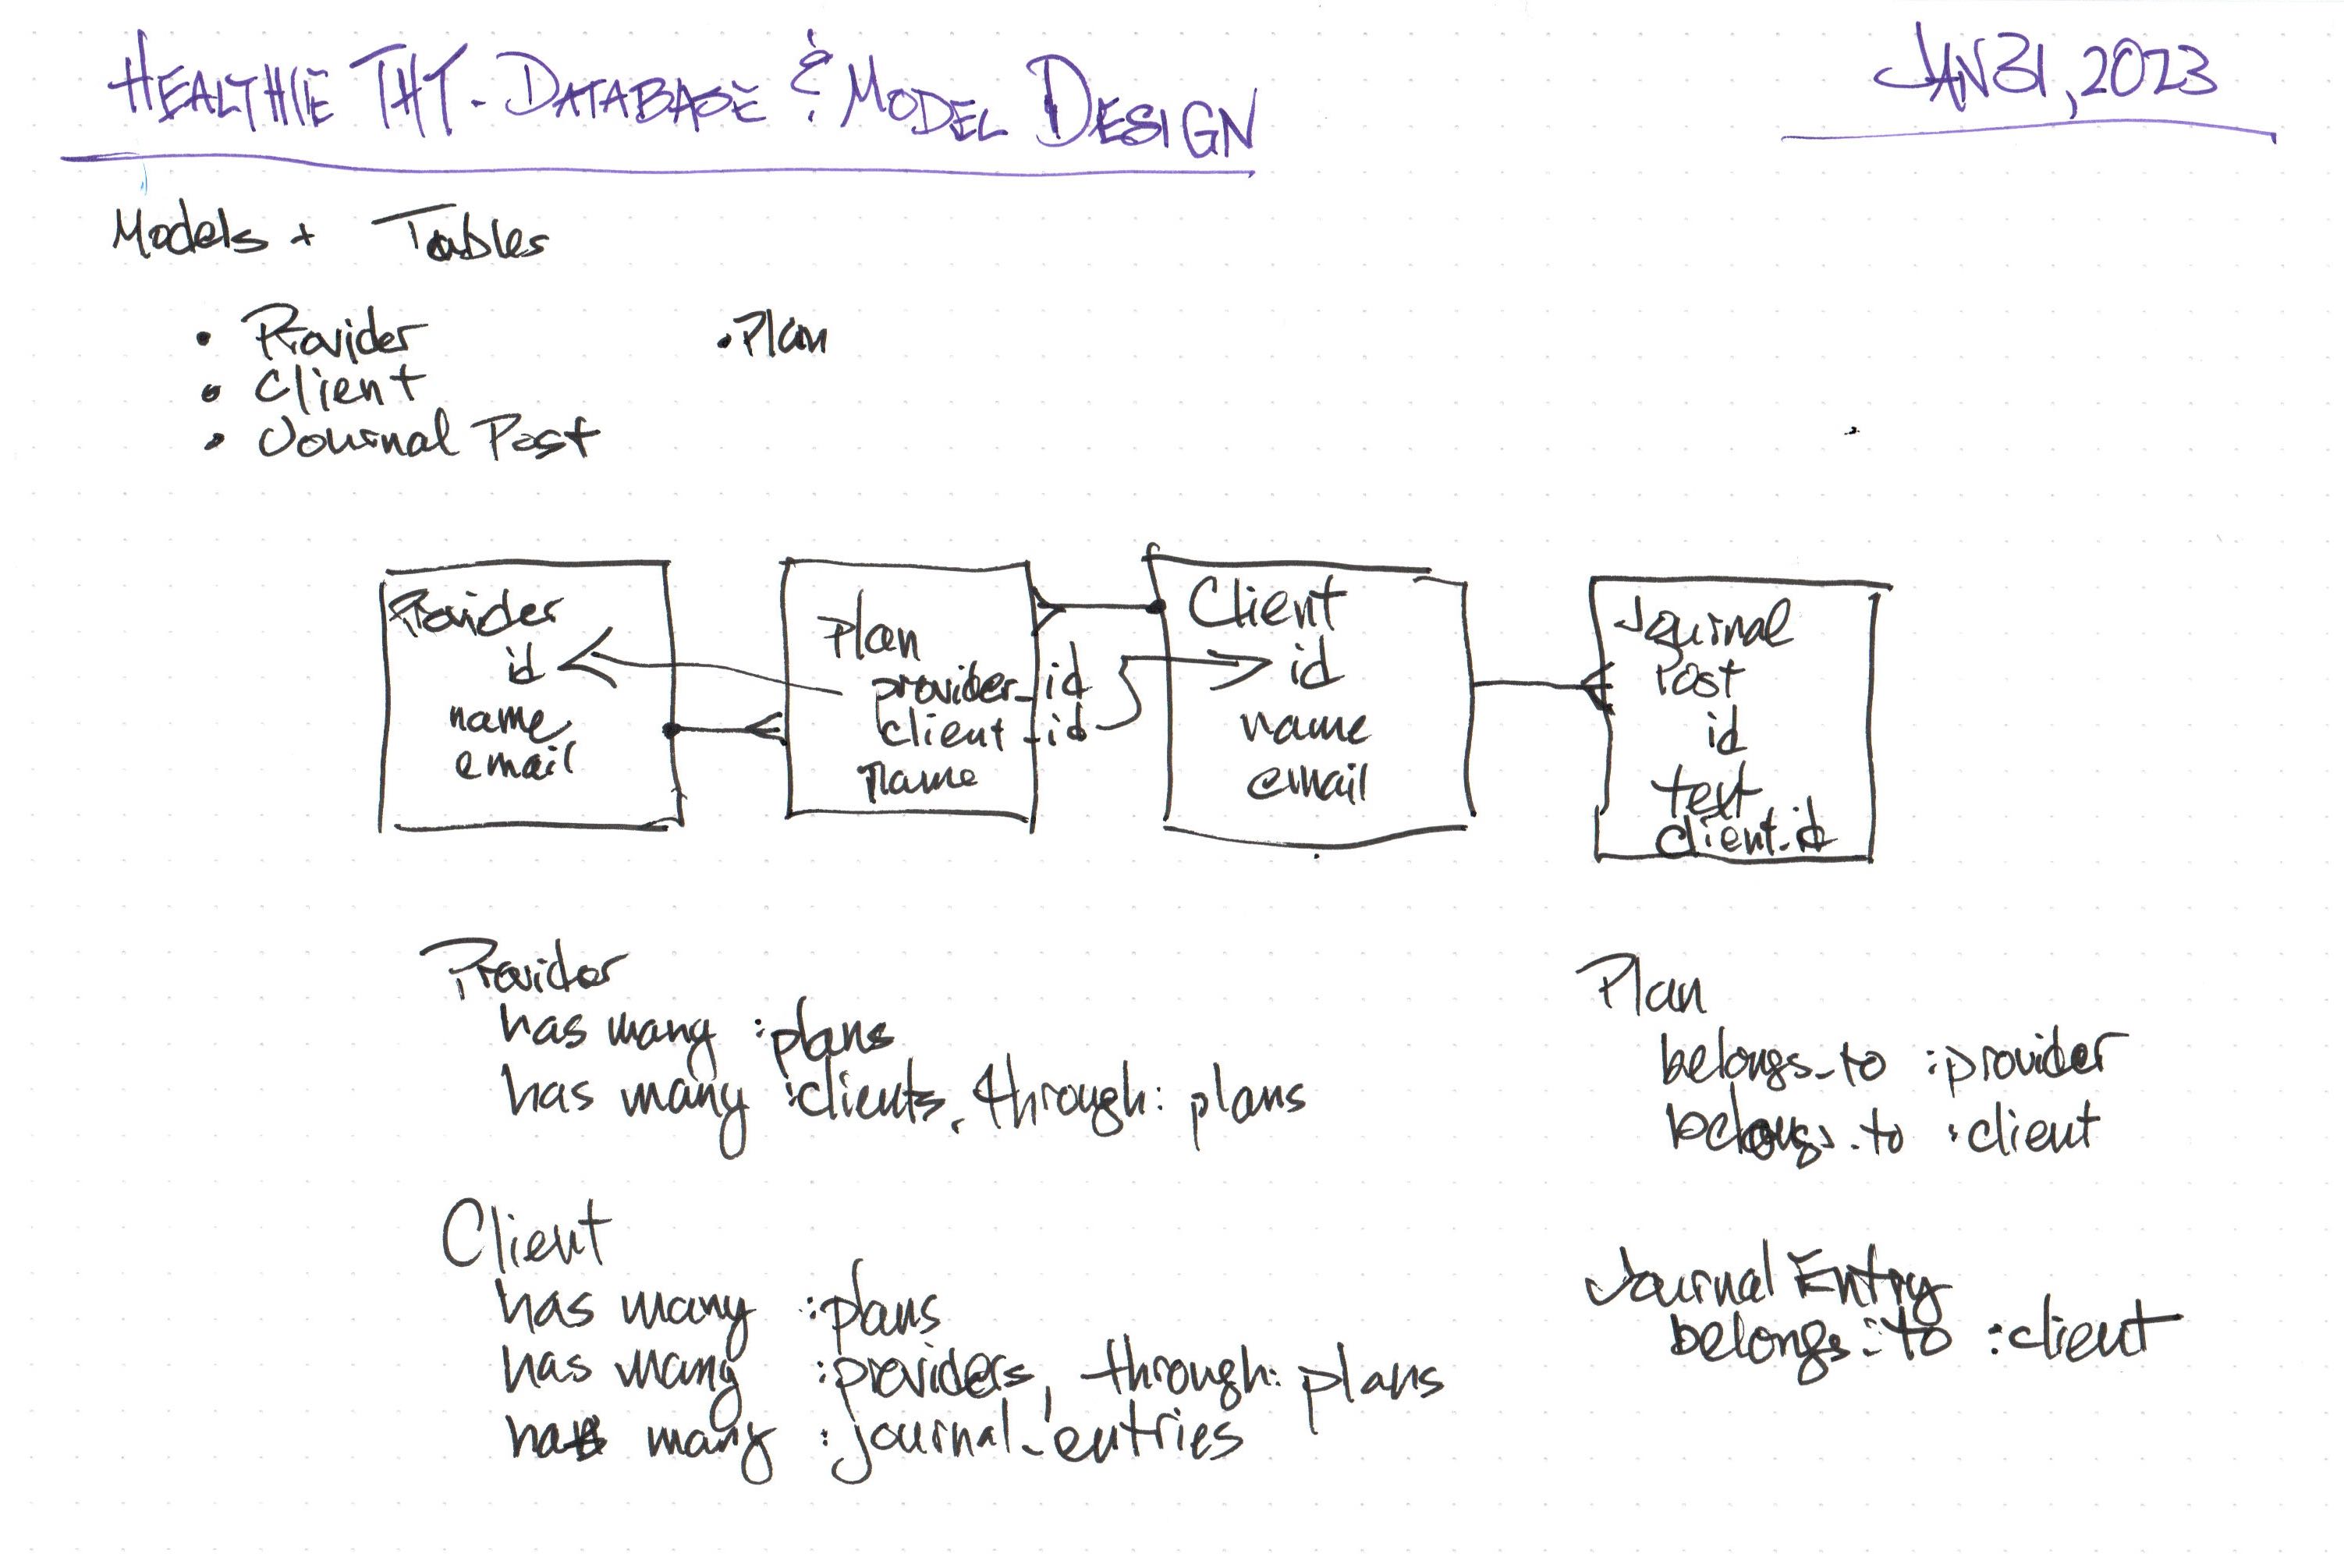 HEALTHIE THT - DATABASE & MODEL DESIGN
JAN 31, 2023
Models + Tables
• Provider
• Client
• Journal Post
• Plan
Provider
id
name
email
Plan
provider_id
client_id
name
Client
id
name
email
Journal
Post
id
text
client_id
Provider
has many :plans
has many :clients, through: plans
Client
has many :plans
has many :providers, through: plans
has many :journal_entries
Plan
belongs_to :provider
belongs_to :client
Journal Entry
belongs_to :client